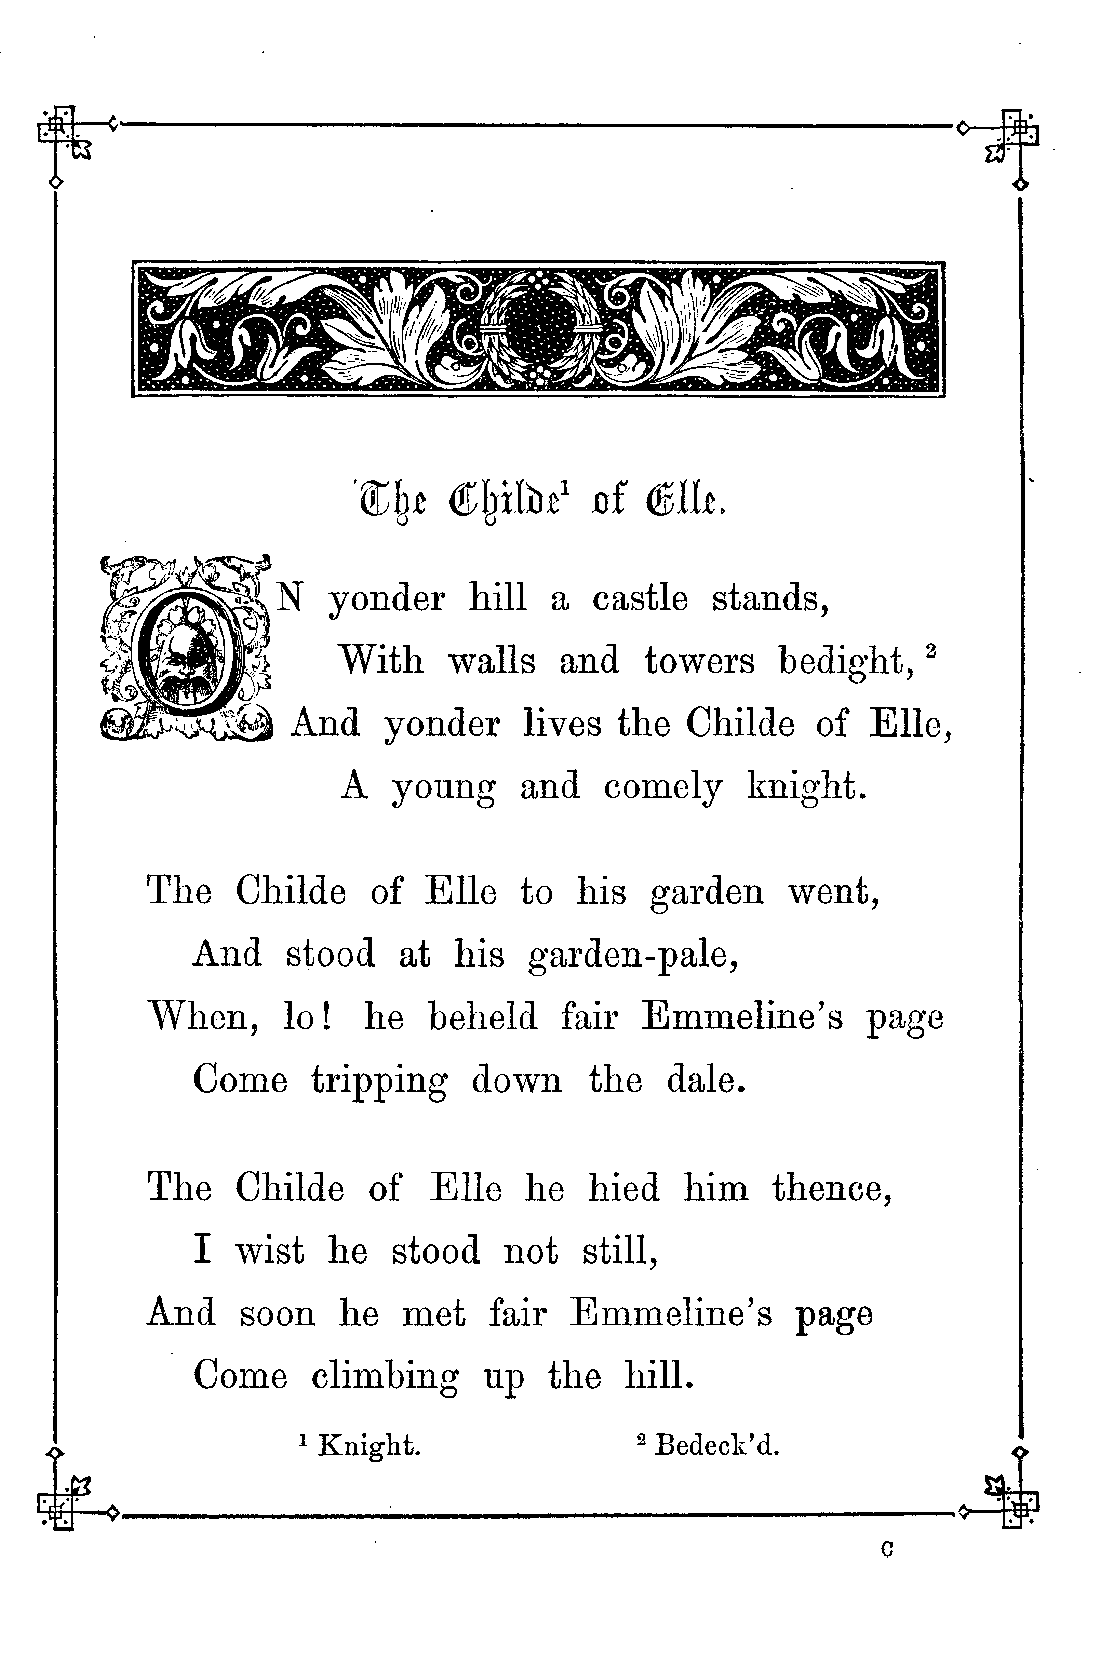 The Childe¹ of Elle.
ON yonder hill a castle stands,
With walls and towers bedight,²
And yonder lives the Childe of Elle,
A young and comely knight.
The Childe of Elle to his garden went,
And stood at his garden-pale,
When, lo! he beheld fair Emmeline's page
Come tripping down the dale.
The Childe of Elle he hied him thence,
I wist he stood not still,
And soon he met fair Emmeline's page
Come climbing up the hill.
¹ Knight. ² Bedeck'd.
C